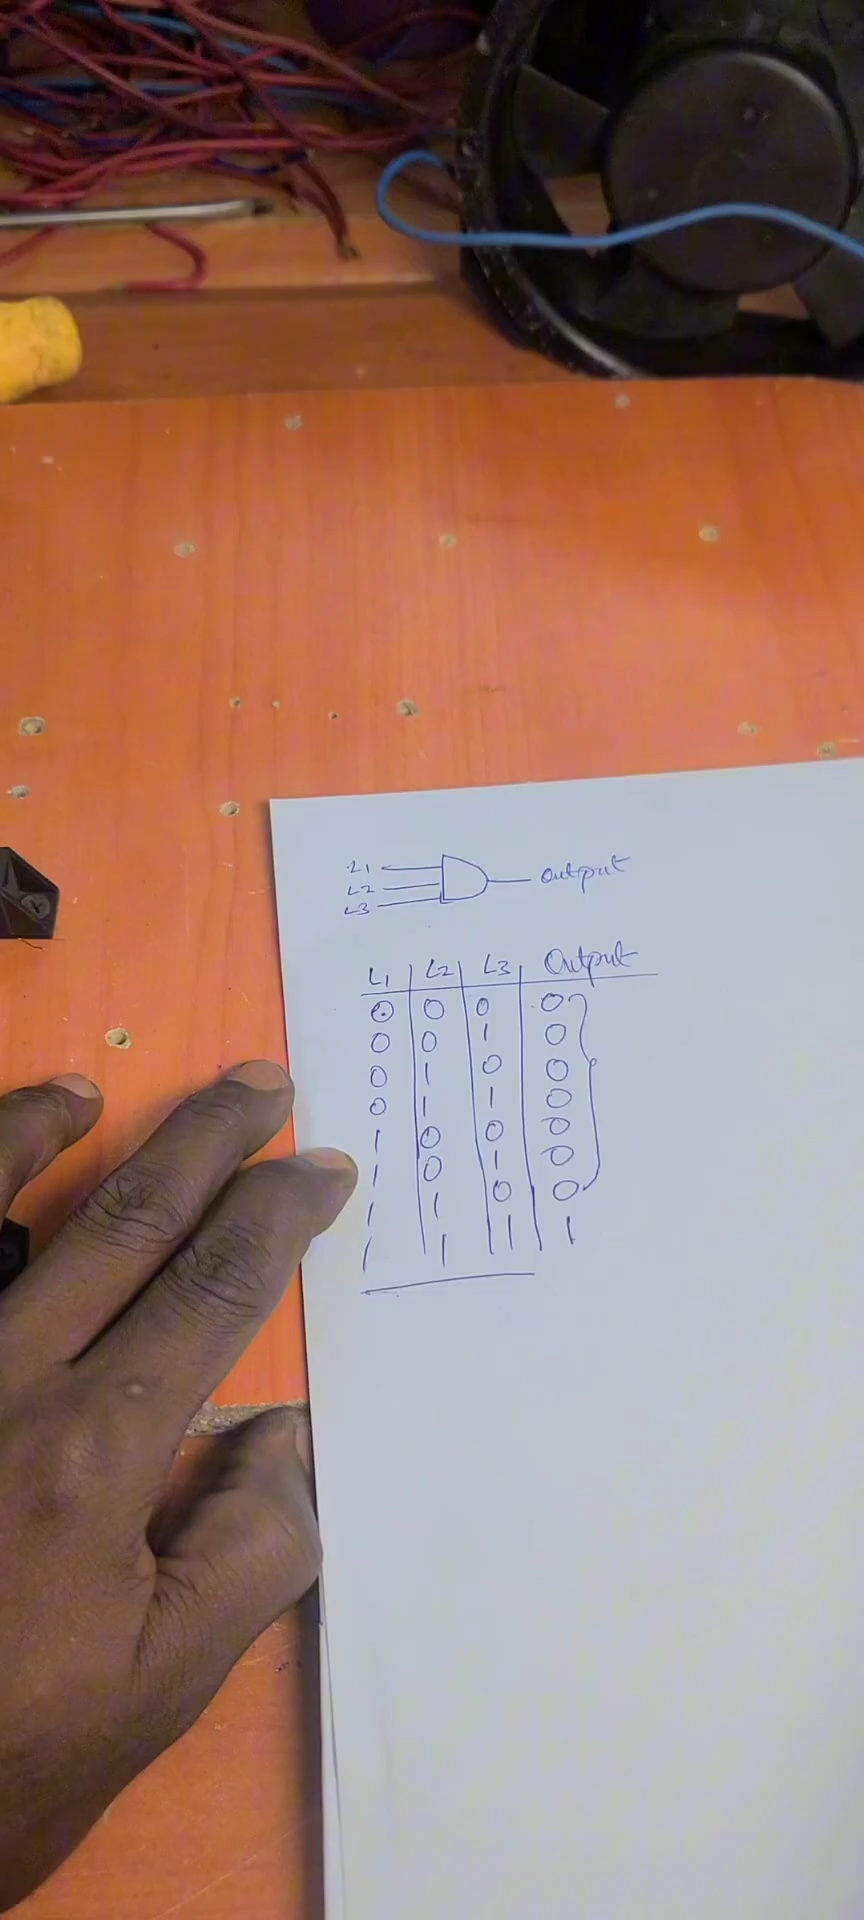 L1
L2 output
L3
L1 L2 L3 Output
0 0 0 0
0 0 1 0
0 1 0 0
0 1 1 0
1 0 0 0
1 0 1 0
1 1 0 0
1 1 1 1